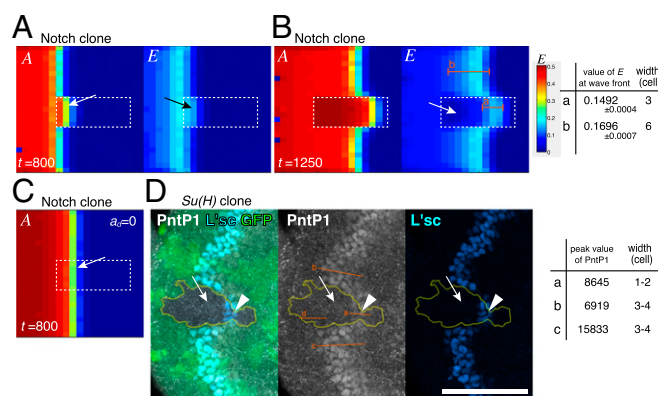 A
Notch clone
A
E
t=800
B
Notch clone
A
E
b
a
t=1250
E
0.5
0.4
0.3
0.2
0.1
0
value of E at wave front
width (cell)
a 0.1492 ±0.0004 3
b 0.1696 ±0.0007 6
C
Notch clone
A
a_d=0
t=800
D
Su(H) clone
PntP1 L'sc GFP
PntP1
L'sc
b
a
c
peak value of PntP1
width (cell)
a 8645 1-2
b 6919 3-4
c 15833 3-4